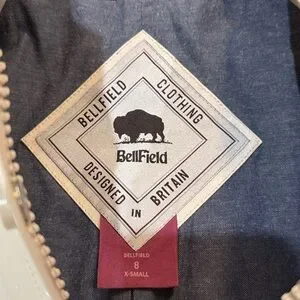 BELLFIELD CLOTHING
BellField
DESIGNED IN BRITAIN
BELLFIELD
8
X-SMALL